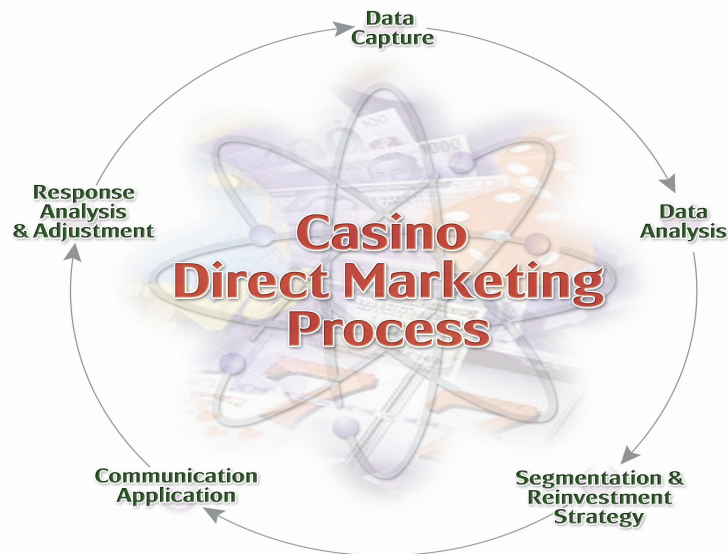 Data
Capture
Response
Analysis
& Adjustment
Data
Analysis
Casino
Direct Marketing
Process
Communication
Application
Segmentation &
Reinvestment
Strategy